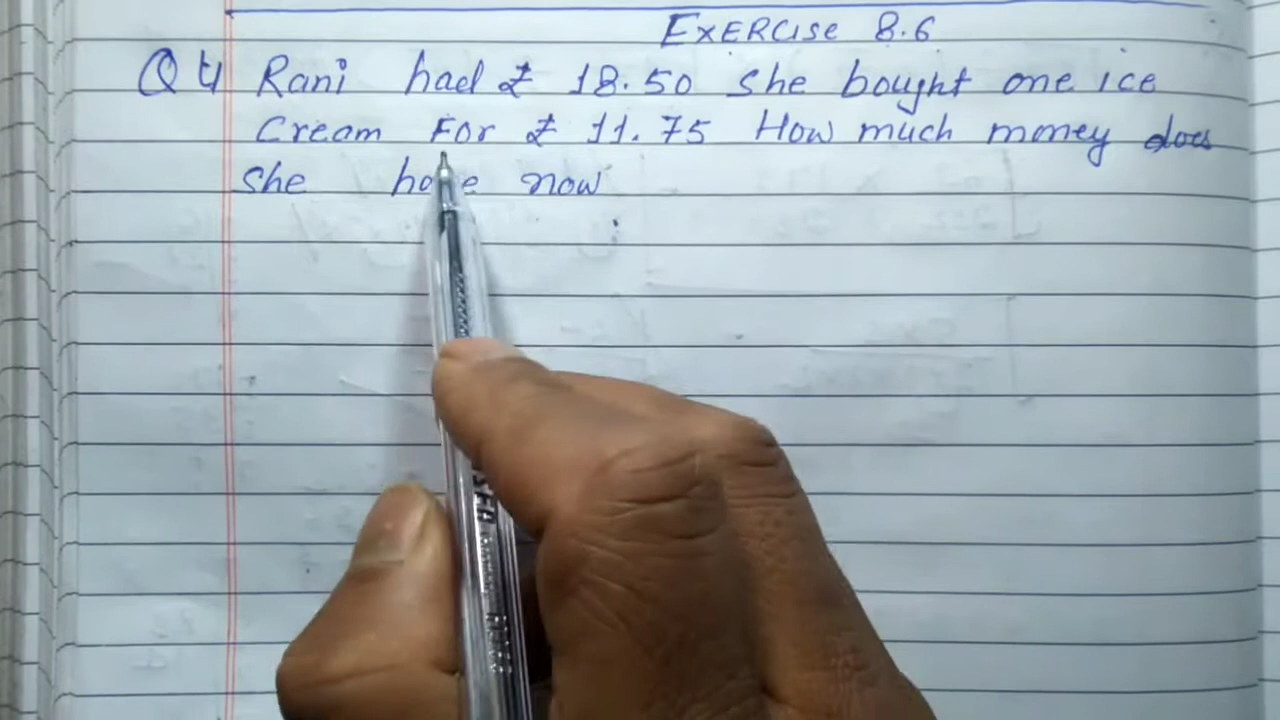 Exercise 8.6
Q 4 Rani had ₹ 18.50 She bought one ice
Cream For ₹ 11.75 How much money does
she have now